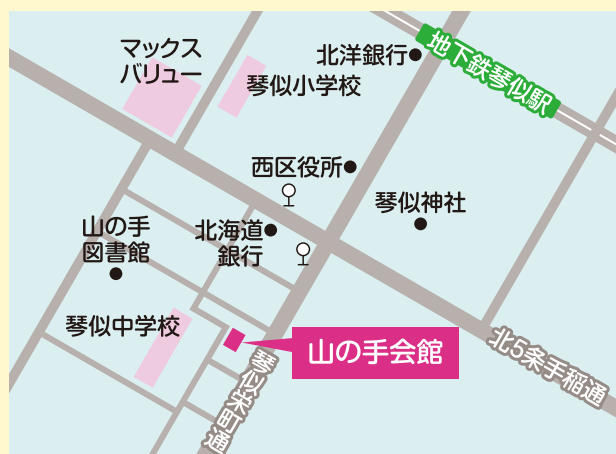 マックス
バリュー
北洋銀行
地下鉄琴似駅
琴似小学校
西区役所
琴似神社
山の手
図書館
北海道
銀行
琴似中学校
山の手会館
北5条手稲通
琴似栄町通